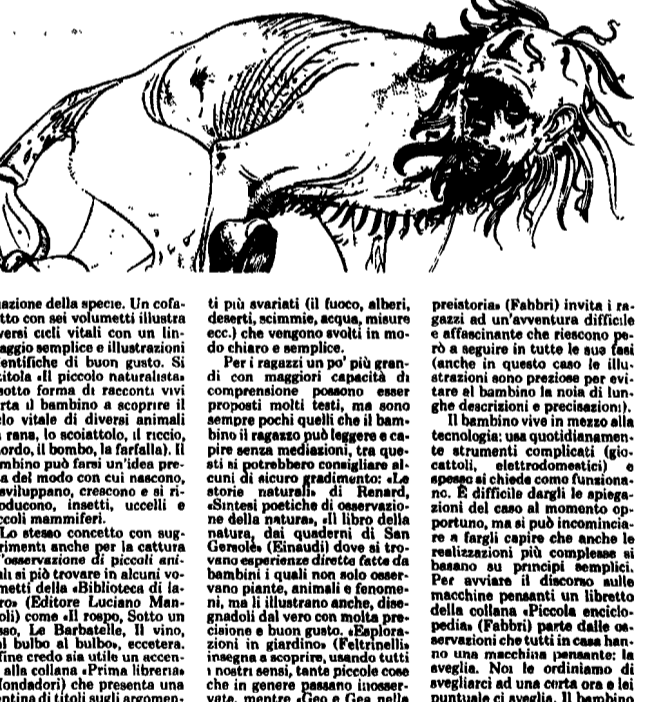 azione della specie. Un cofa-
tto con sei volumetti illustra
versi cicli vitali con un lin-
aggio semplice e illustrazioni
entifiche di buon gusto. Si
titola «Il piccolo naturalista»
sotto forma di racconti vivi
rta il bambino a scoprire il
lo vitale di diversi animali
rana, lo scoiattolo, il riccio,
ordo, il bombo, la farfalla). Il
mbino può farsi un'idea pre-
a del modo con cui nascono,
sviluppano, crescono e si ri-
oducono, insetti, uccelli e
ccoli mammiferi.
Lo stesso concetto con sug-
rimenti anche per la cattura
l'osservazione di piccoli ani-
ali si può trovare in alcuni vo-
metti della «Biblioteca di la-
ro» (Editore Luciano Man-
oli) come «Il rospo, Sotto un
sso, Le Barbatelle, Il vino,
l bulbo al bulbo», eccetera.
fine credo sia utile un accen-
alla collana «Prima libreria»
Mondadori) che presenta una
entina di titoli sugli argomen-
ti più svariati (il fuoco, alberi,
deserti, scimmie, acqua, misure
ecc.) che vengono svolti in mo-
do chiaro e semplice.
Per i ragazzi un po' più gran-
di con maggiori capacità di
comprensione possono esser
proposti molti testi, ma sono
sempre pochi quelli che il bam-
bino il ragazzo può leggere e ca-
pire senza mediazioni, tra que-
sti si potrebbero consigliare al-
cuni di sicuro gradimento: «Le
storie naturali» di Renard,
«Sintesi poetiche di osservazio-
ne della natura», «Il libro della
natura, dai quaderni di San
Gersolè» (Einaudi) dove si tro-
vano esperienze dirette fatte da
bambini i quali non solo osser-
vano piante, animali e fenome-
ni, ma li illustrano anche, dise-
gnadoli dal vero con molta pre-
cisione e buon gusto. «Esplora-
zioni in giardino» (Feltrinelli)
insegna a scoprire, usando tutti
i nostri sensi, tante piccole cose
che in genere passano inosser-
vate, mentre «Geo e Gea nella
preistoria» (Fabbri) invita i ra-
gazzi ad un'avventura difficile
e affascinante che riescono pe-
rò a seguire in tutte le sue fasi
(anche in questo caso le illu-
strazioni sono preziose per evi-
tare al bambino la noia di lun-
ghe descrizioni e precisazioni).
Il bambino vive in mezzo alla
tecnologia: usa quotidianamen-
te strumenti complicati (gio-
cattoli, elettrodomestici) e
spesso si chiede come funziona-
no. È difficile dargli le spiega-
zioni del caso al momento op-
portuno, ma si può incomincia-
re a fargli capire che anche le
realizzazioni più complesse si
basano su principi semplici.
Per avviare il discorso sulle
macchine pensanti un libretto
della collana «Piccola enciclo-
pedia» (Fabbri) parte dalle os-
servazioni che tutti in casa han-
no una macchina pensante: la
sveglia. Noi le ordiniamo di
svegliarci ad una certa ora e lei
puntuale ci sveglia. Il bambino